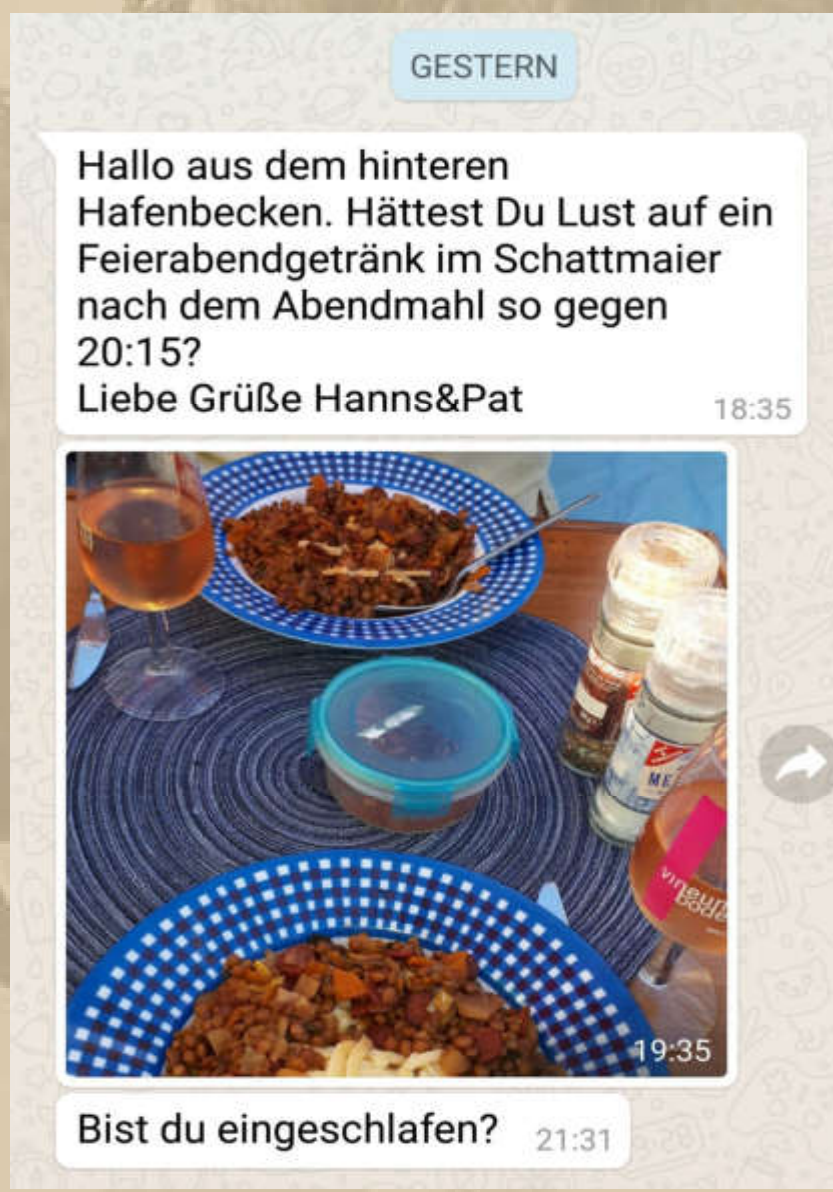 GESTERN
Hallo aus dem hinteren
Hafenbecken. Hättest Du Lust auf ein
Feierabendgetränk im Schattmaier
nach dem Abendmahl so gegen
20:15?
Liebe Grüße Hanns&Pat
18:35
19:35
Bist du eingeschlafen?
21:31